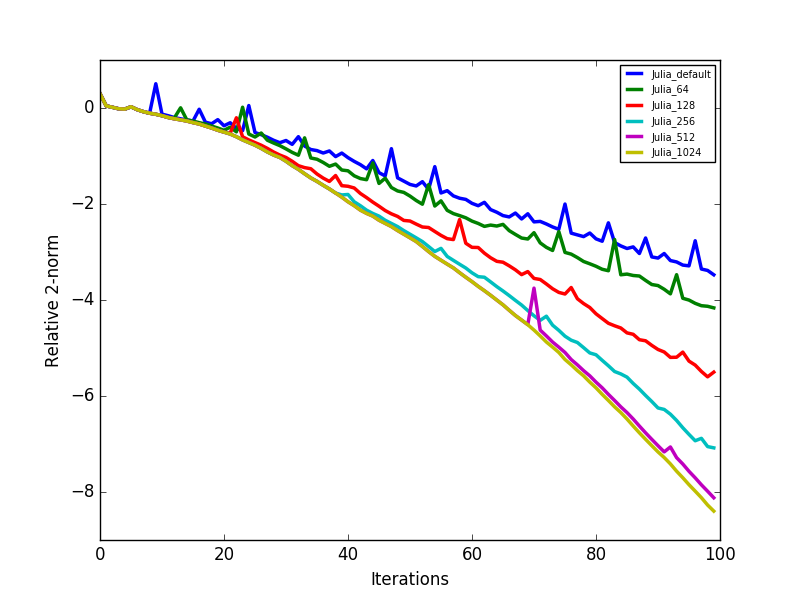 Julia_default
Julia_64
Julia_128
Julia_256
Julia_512
Julia_1024
0
−2
−4
−6
−8
Relative 2-norm
0 20 40 60 80 100
Iterations